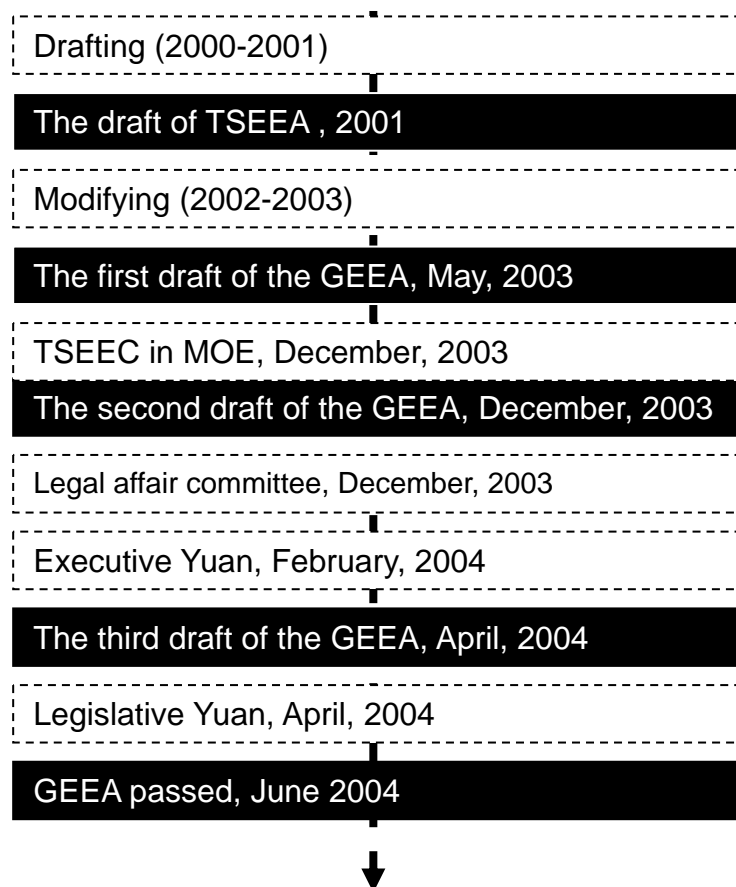 Drafting (2000-2001)
The draft of TSEEA , 2001
Modifying (2002-2003)
The first draft of the GEEA, May, 2003
TSEEC in MOE, December, 2003
The second draft of the GEEA, December, 2003
Legal affair committee, December, 2003
Executive Yuan, February, 2004
The third draft of the GEEA, April, 2004
Legislative Yuan, April, 2004
GEEA passed, June 2004